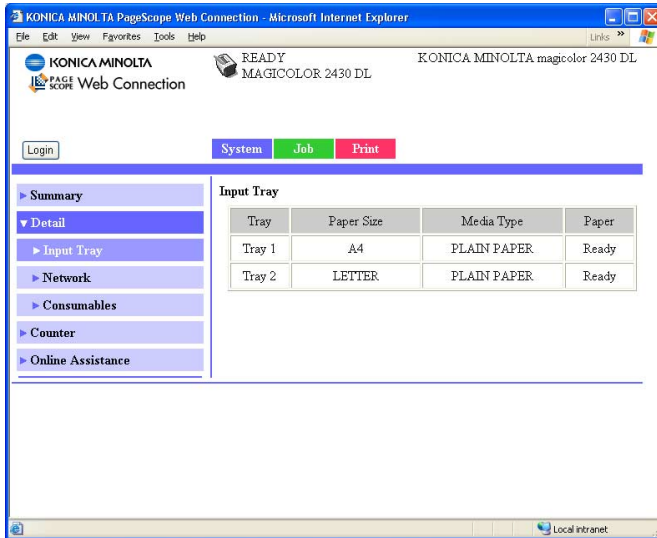 KONICA MINOLTA PageScope Web Connection - Microsoft Internet Explorer
File Edit View Favorites Tools Help
Links »
KONICA MINOLTA
PAGE SCOPE Web Connection
READY
MAGICOLOR 2430 DL
KONICA MINOLTA magicolor 2430 DL
Login
System Job Print
Summary
Detail
Input Tray
Network
Consumables
Counter
Online Assistance
Input Tray
Tray Paper Size Media Type Paper
Tray 1 A4 PLAIN PAPER Ready
Tray 2 LETTER PLAIN PAPER Ready
Local intranet